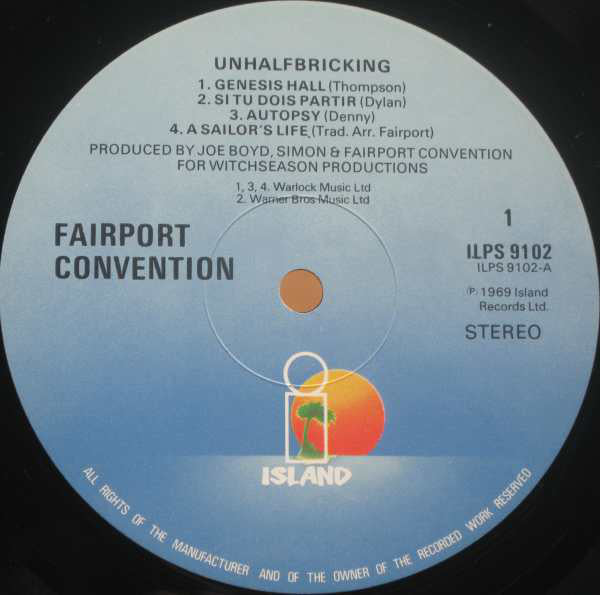 UNHALFBRICKING
1. GENESIS HALL (Thompson)
2. SI TU DOIS PARTIR (Dylan)
3. AUTOPSY (Denny)
4. A SAILOR'S LIFE (Trad. Arr. Fairport)
PRODUCED BY JOE BOYD, SIMON & FAIRPORT CONVENTION
FOR WITCHSEASON PRODUCTIONS
1, 3, 4. Warlock Music Ltd
2. Warner Bros Music Ltd
FAIRPORT
CONVENTION
1
ILPS 9102
ILPS 9102-A
℗ 1969 Island
Records Ltd.
STEREO
ISLAND
ALL RIGHTS OF THE MANUFACTURER AND OF THE OWNER OF THE RECORDED WORK RESERVED